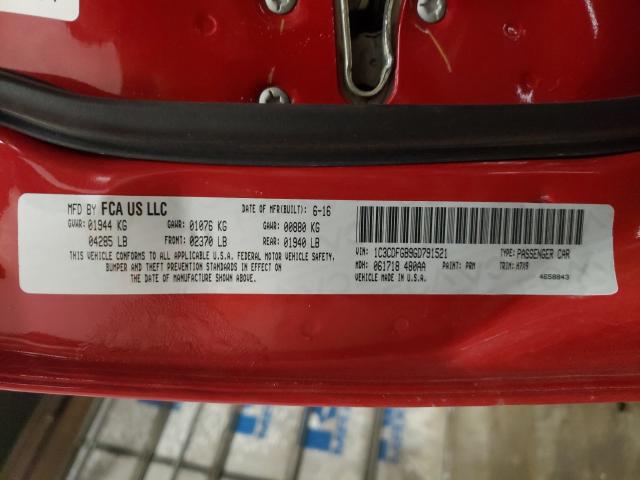 MFD BY FCA US LLC DATE OF MFR(BUILT): 6-16
GVWR: 01944 KG GAWR: 01076 KG GAWR: 00880 KG
04285 LB FRONT: 02370 LB REAR: 01940 LB
THIS VEHICLE CONFORMS TO ALL APPLICABLE U.S.A. FEDERAL MOTOR VEHICLE SAFETY,
BUMPER AND THEFT PREVENTION STANDARDS IN EFFECT ON
THE DATE OF MANUFACTURE SHOWN ABOVE.
VIN: 1C3CDFGB9GD791521 TYPE: PASSENGER CAR
MDH: 061718 480AA PAINT: PRM TRIM: H7X9
VEHICLE MADE IN U.S.A. 4658843